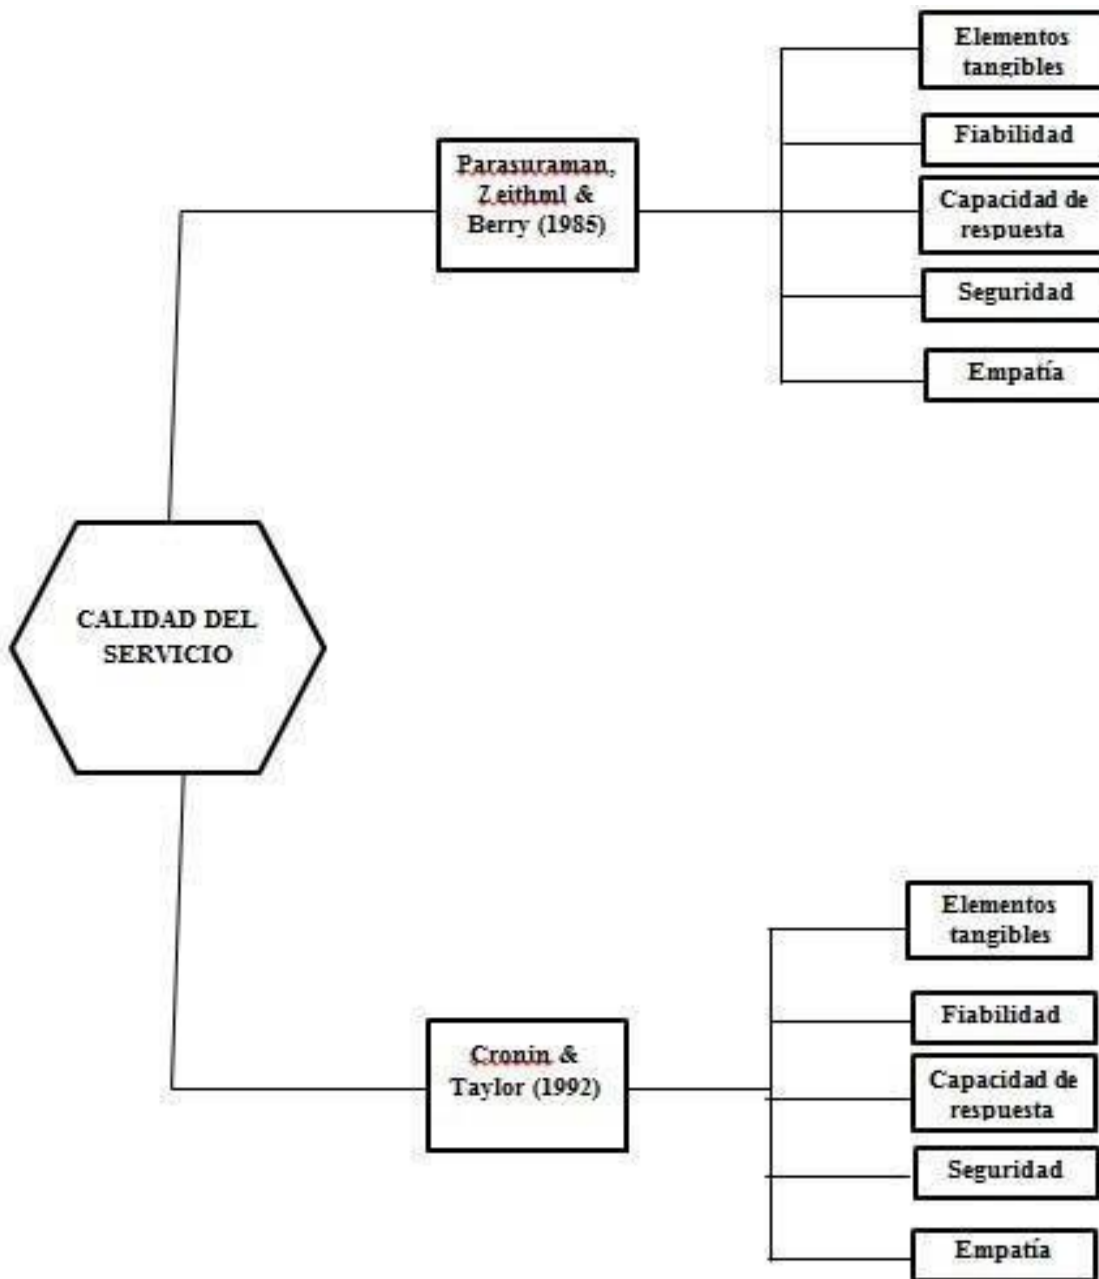 Elementos
tangibles
Fiabilidad
Parasuraman,
Zeithml &
Berry (1985)
Capacidad de
respuesta
Seguridad
Empatía
CALIDAD DEL
SERVICIO
Elementos
tangibles
Fiabilidad
Cronin &
Taylor (1992)
Capacidad de
respuesta
Seguridad
Empatía